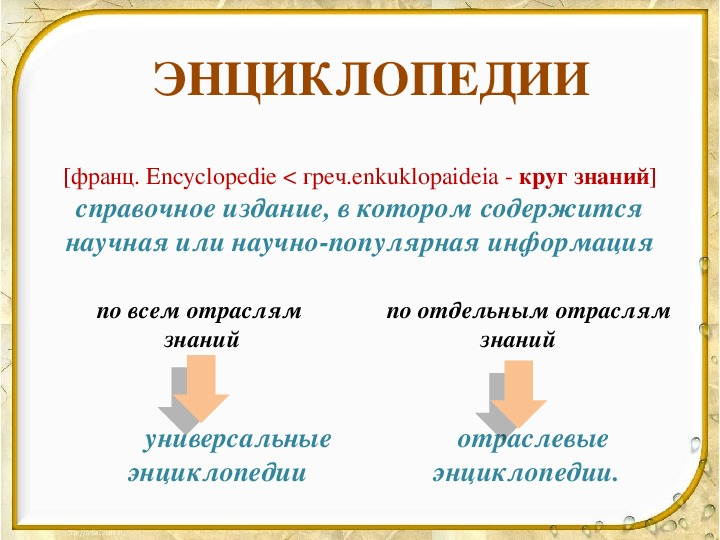 ЭНЦИКЛОПЕДИИ
[франц. Encyclopedie < греч.enkuklopaideia - круг знаний]
справочное издание, в котором содержится
научная или научно-популярная информация
по всем отраслям
знаний
по отдельным отраслям
знаний
универсальные
энциклопедии
отраслевые
энциклопедии.